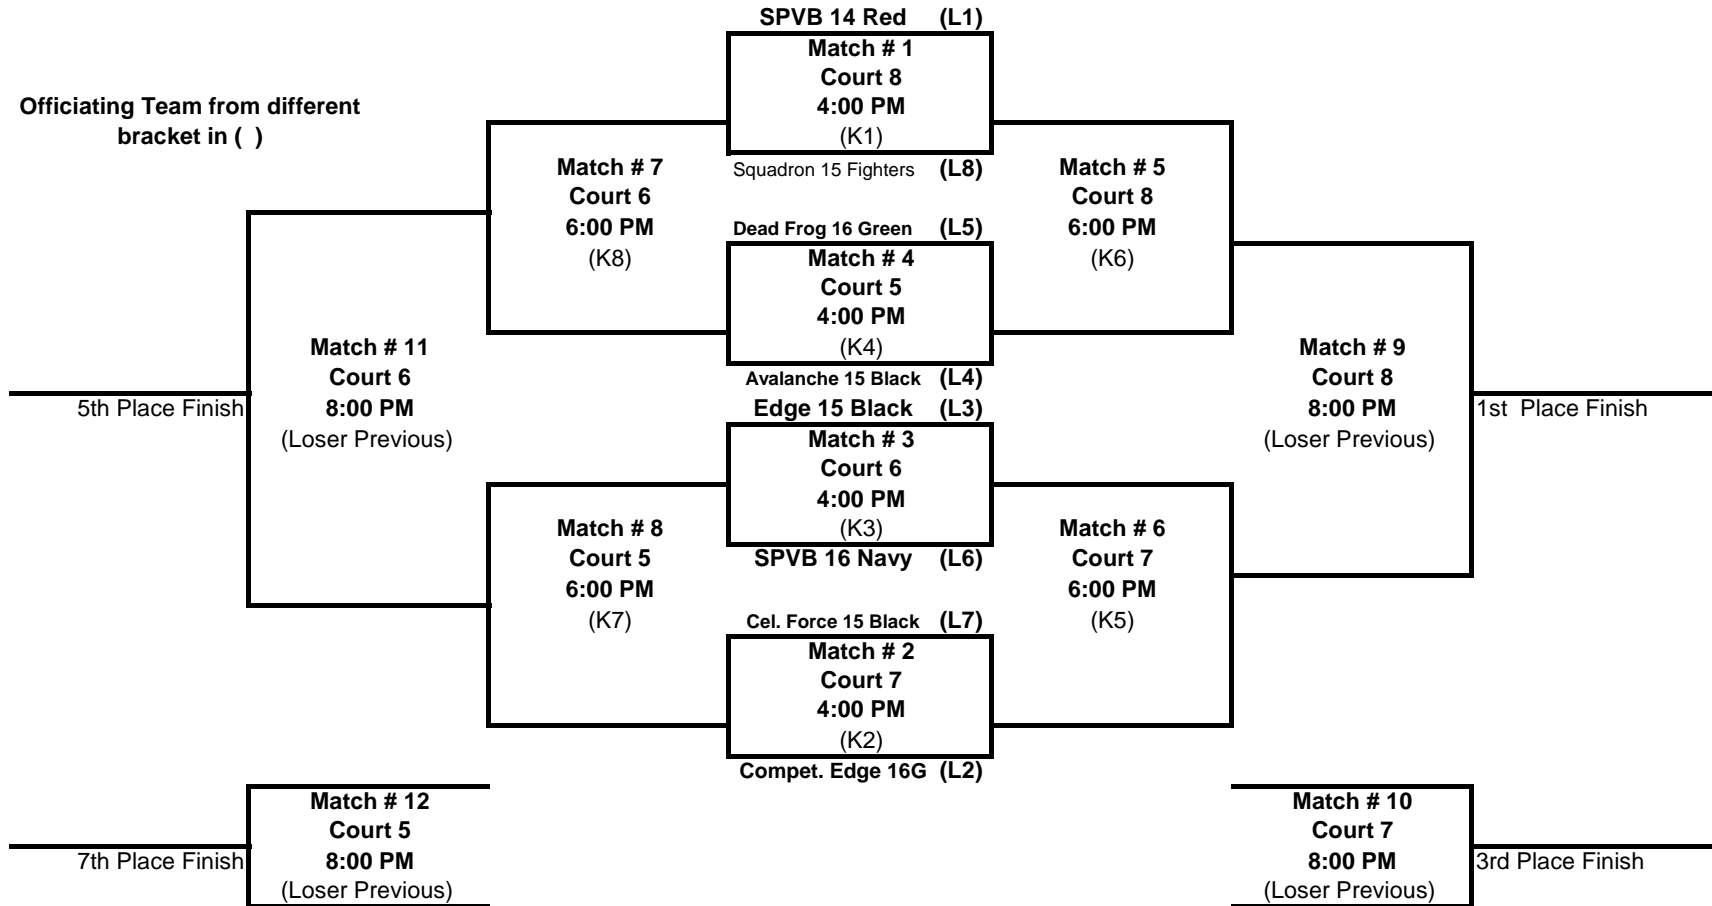 SPVB 14 Red (L1)
Match # 1
Court 8
4:00 PM
(K1)
Squadron 15 Fighters (L8)
Officiating Team from different
bracket in ( )
Match # 7
Court 6
6:00 PM
(K8)
Match # 5
Court 8
6:00 PM
(K6)
Dead Frog 16 Green (L5)
Match # 4
Court 5
4:00 PM
(K4)
Avalanche 15 Black (L4)
Match # 11
Court 6
8:00 PM
(Loser Previous)
5th Place Finish
Match # 9
Court 8
8:00 PM
(Loser Previous)
1st Place Finish
Edge 15 Black (L3)
Match # 3
Court 6
4:00 PM
(K3)
SPVB 16 Navy (L6)
Match # 8
Court 5
6:00 PM
(K7)
Match # 6
Court 7
6:00 PM
(K5)
Cel. Force 15 Black (L7)
Match # 2
Court 7
4:00 PM
(K2)
Compet. Edge 16G (L2)
Match # 12
Court 5
8:00 PM
(Loser Previous)
7th Place Finish
Match # 10
Court 7
8:00 PM
(Loser Previous)
3rd Place Finish